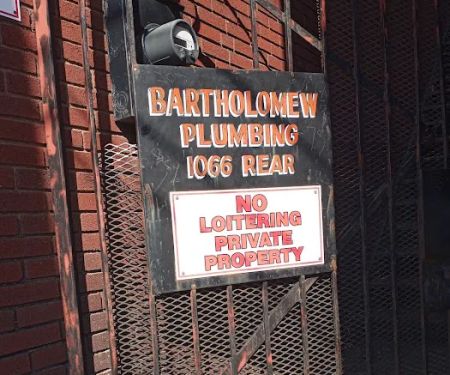 BARTHOLOMEW
PLUMBING
1066 REAR
NO
LOITERING
PRIVATE
PROPERTY